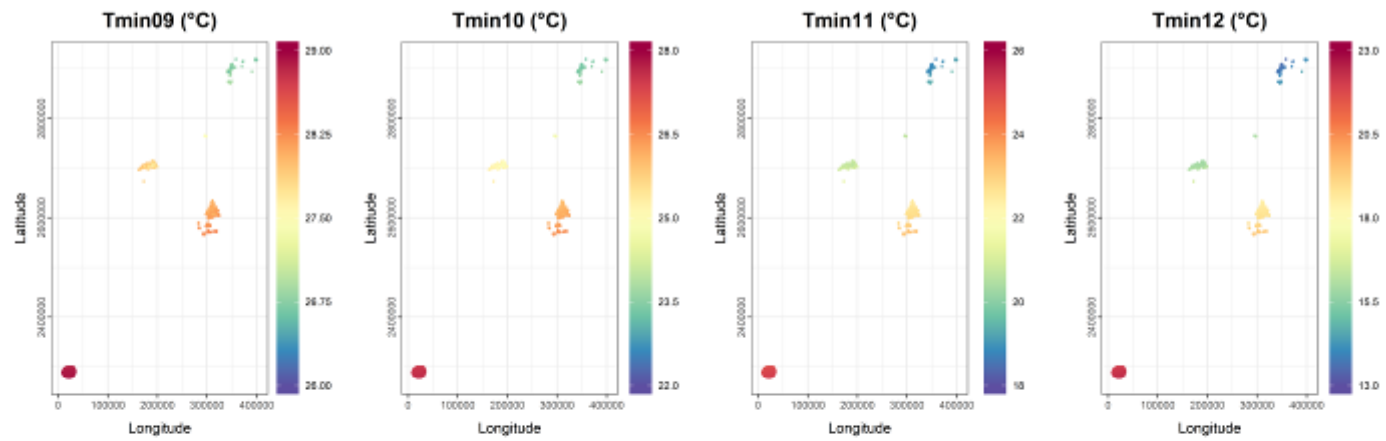 Tmin09 (°C) Tmin10 (°C) Tmin11 (°C) Tmin12 (°C)
29.00 28.0 26 23.0
28.25 26.5 24 20.5
27.50 25.0 22 18.0
26.75 23.5 20 15.5
26.00 22.0 18 13.0
2800000 2800000 2800000 2800000
2600000 2600000 2600000 2600000
2400000 2400000 2400000 2400000
Latitude Latitude Latitude Latitude
0 100000 200000 300000 400000 0 100000 200000 300000 400000 0 100000 200000 300000 400000 0 100000 200000 300000 400000
Longitude Longitude Longitude Longitude